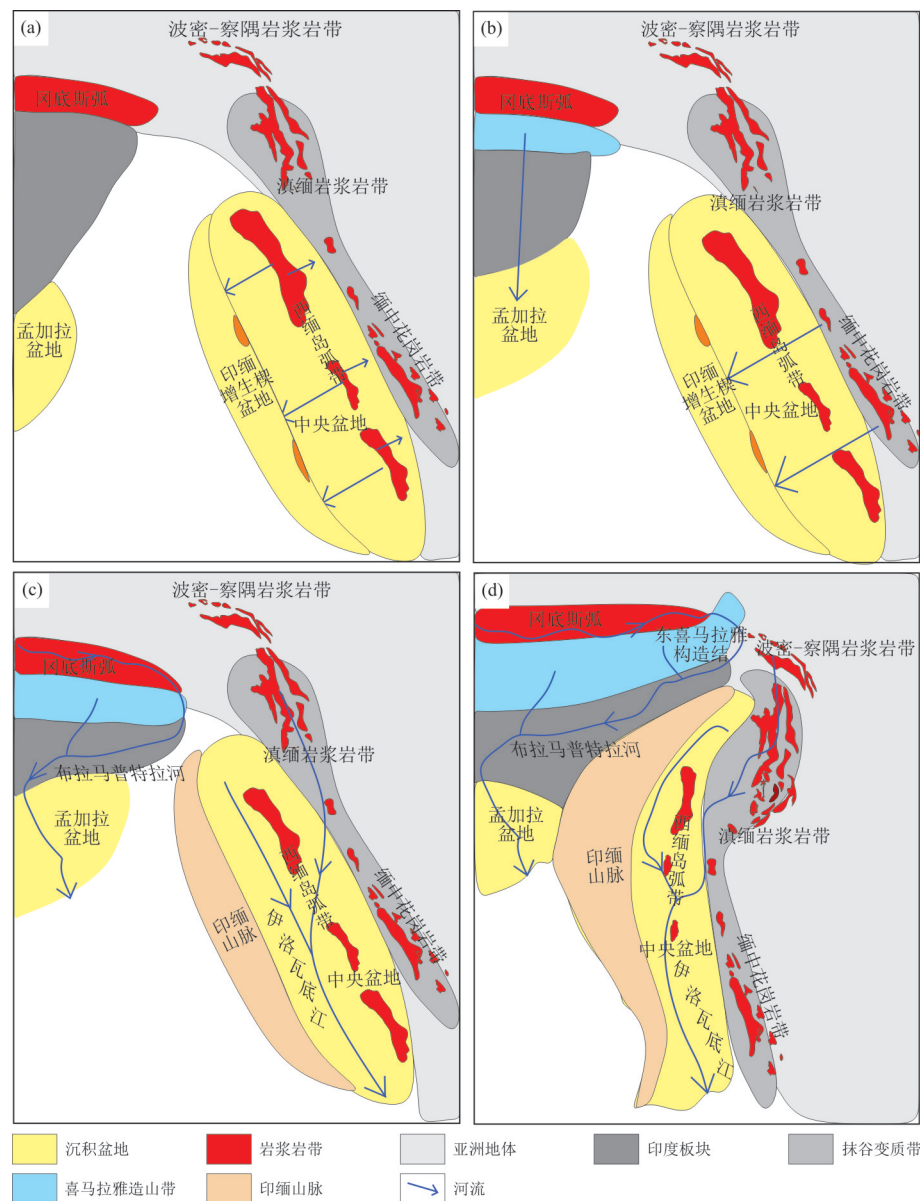 (a)
波密-察隅岩浆岩带
冈底斯弧
滇缅岩浆岩带
孟加拉
盆地
西缅岛弧带
缅中花岗岩带
印缅
增生楔
盆地
中央盆地
(b)
波密-察隅岩浆岩带
冈底斯弧
滇缅岩浆岩带
孟加拉
盆地
西缅岛弧带
缅中花岗岩带
印缅
增生楔
盆地
中央盆地
(c)
波密-察隅岩浆岩带
冈底斯弧
滇缅岩浆岩带
布拉马普特拉河
孟加拉
盆地
西缅岛弧带
缅中花岗岩带
印缅
山脉
中央盆地
伊洛瓦底江
(d)
冈底斯弧
东喜马拉雅
构造结
波密-察隅岩浆岩带
布拉马普特拉河
滇缅岩浆岩带
孟加拉
盆地
西缅岛弧带
印缅
山脉
中央盆地
伊洛瓦底江
缅中花岗岩带
沉积盆地
岩浆岩带
亚洲地体
印度板块
抹谷变质带
喜马拉雅造山带
印缅山脉
河流